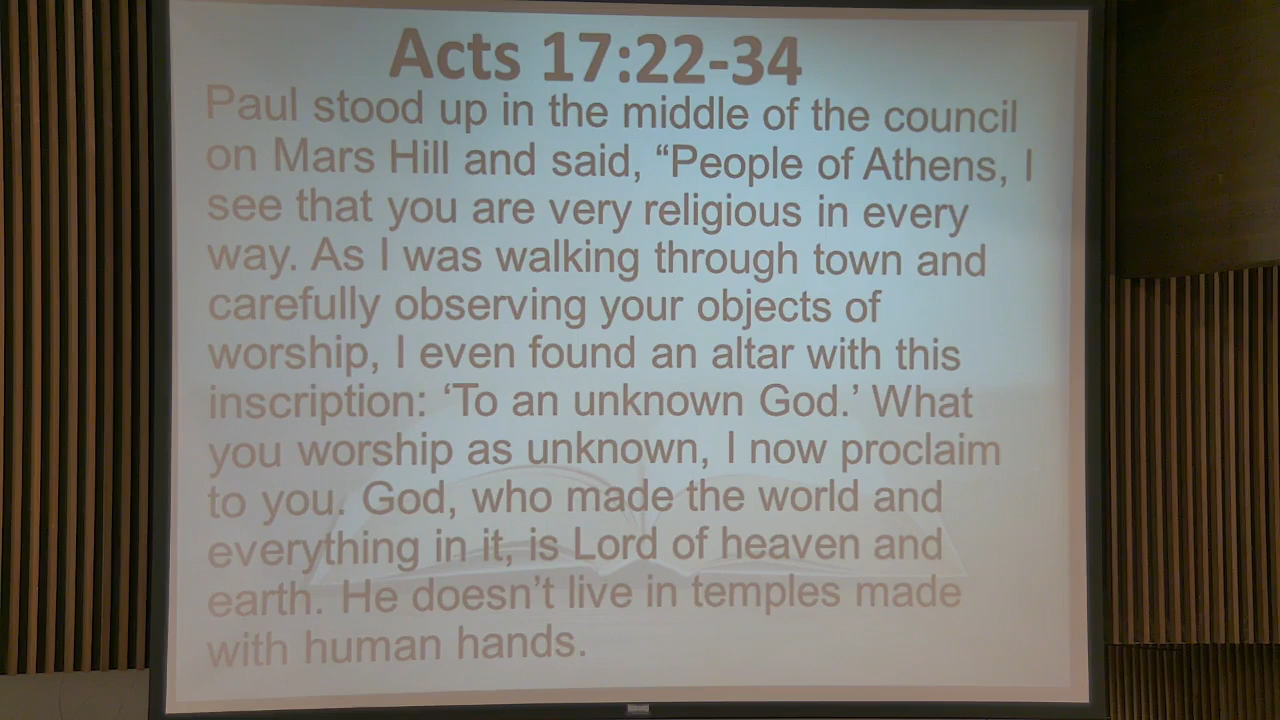 Acts 17:22-34
Paul stood up in the middle of the council
on Mars Hill and said, “People of Athens, I
see that you are very religious in every
way. As I was walking through town and
carefully observing your objects of
worship, I even found an altar with this
inscription: ‘To an unknown God.’ What
you worship as unknown, I now proclaim
to you. God, who made the world and
everything in it, is Lord of heaven and
earth. He doesn’t live in temples made
with human hands.